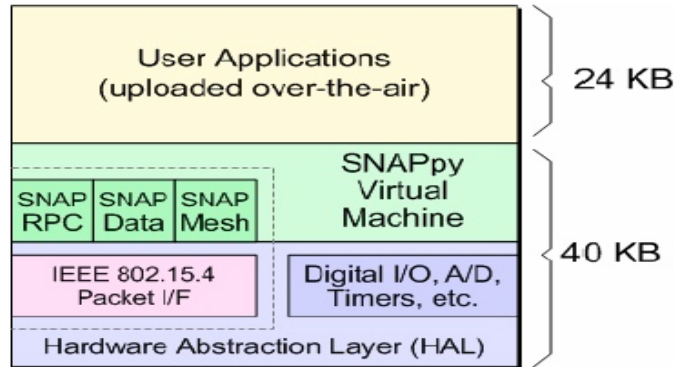 User Applications
(uploaded over-the-air)
24 KB
SNAPpy
Virtual
Machine
SNAP
RPC
SNAP
Data
SNAP
Mesh
40 KB
IEEE 802.15.4
Packet I/F
Digital I/O, A/D,
Timers, etc.
Hardware Abstraction Layer (HAL)